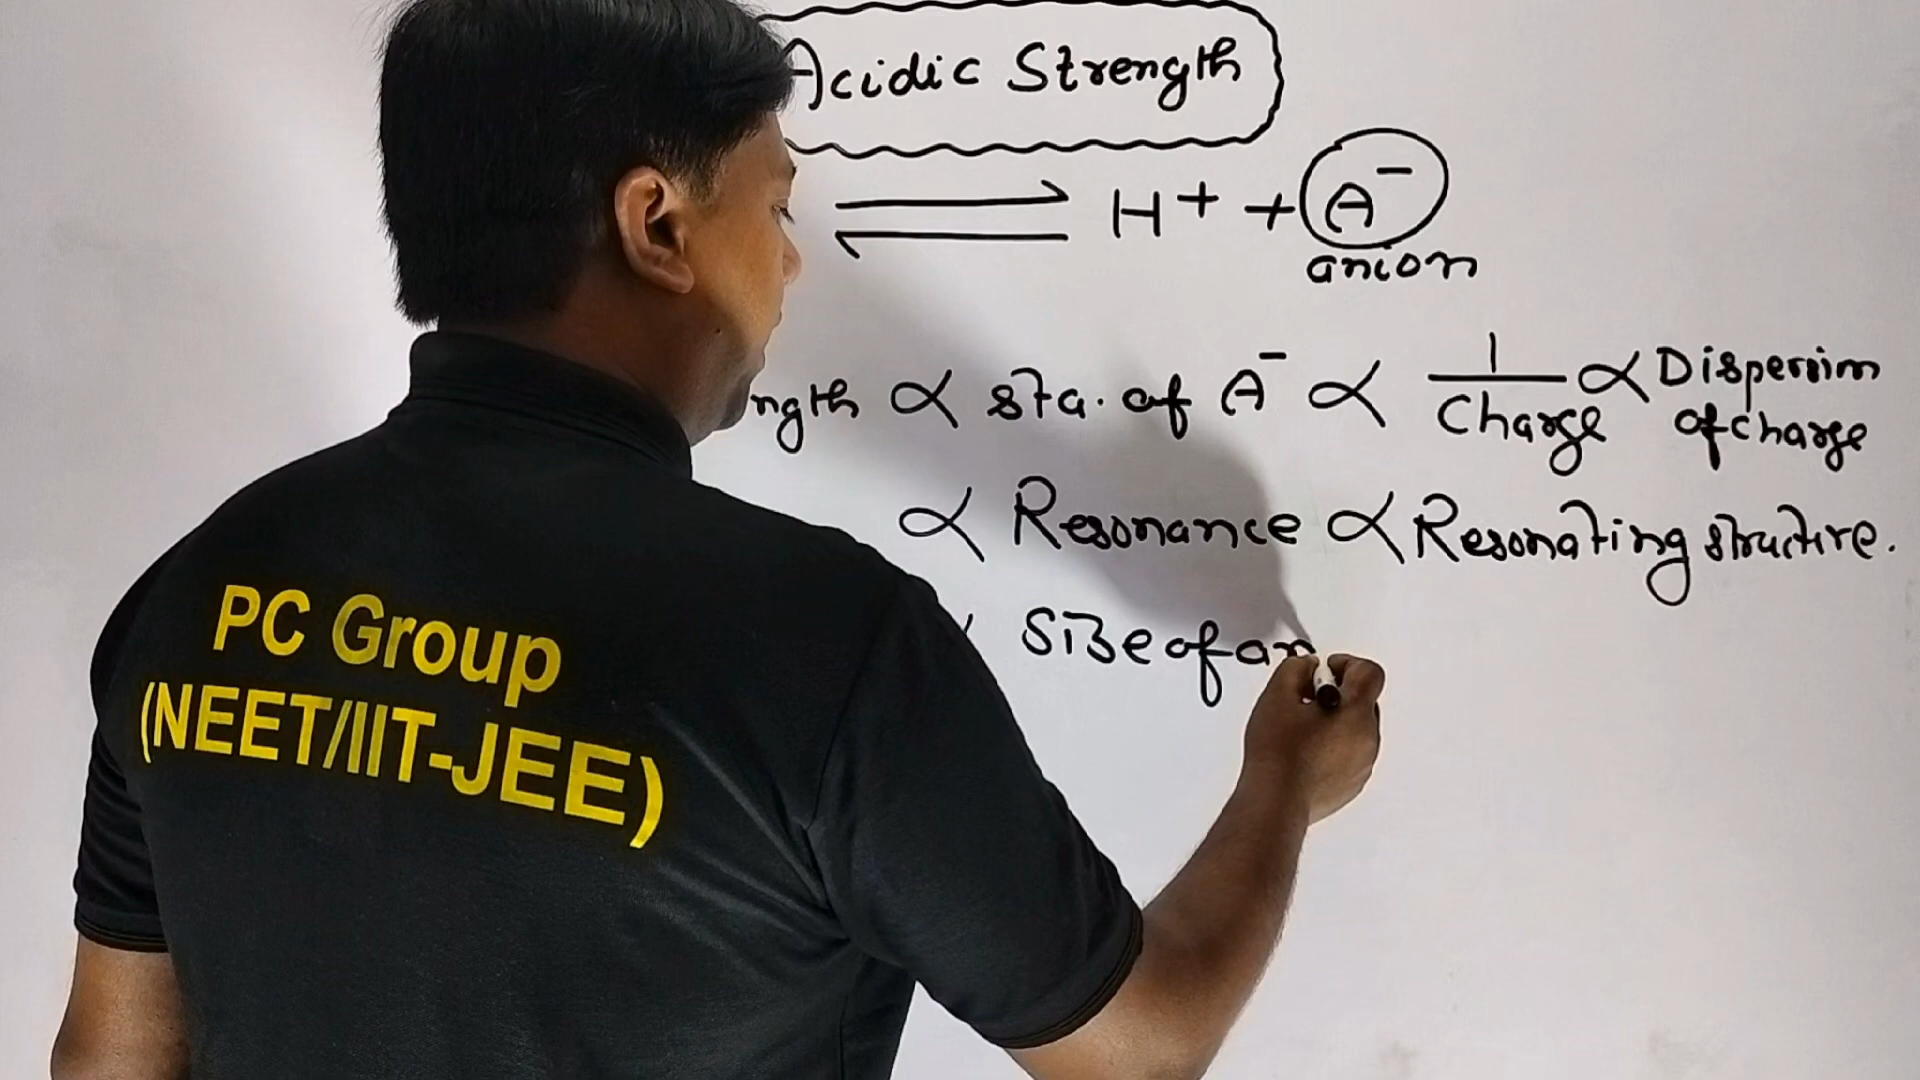 Acidic Strength
⇌ H+ + A⁻
anion
ngth ∝ sta. of A⁻ ∝ 1/Charge ∝ Dispersion of charge
∝ Resonance ∝ Resonating structure.
Size of an
PC Group
(NEET/IIT-JEE)